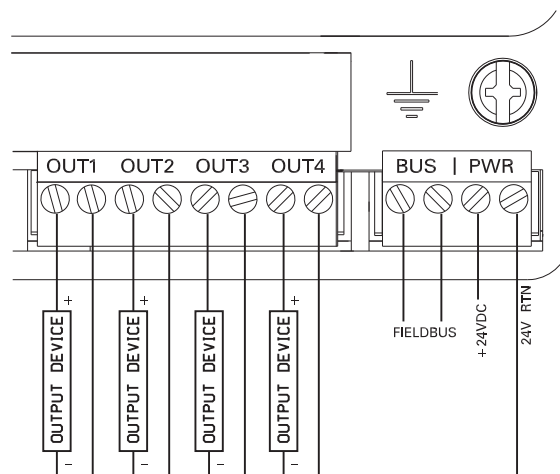 OUT1 OUT2 OUT3 OUT4
BUS | PWR
FIELDBUS
+24VDC
24V RTN
+ + +
OUTPUT DEVICE
OUTPUT DEVICE
OUTPUT DEVICE
OUTPUT DEVICE
− − − −